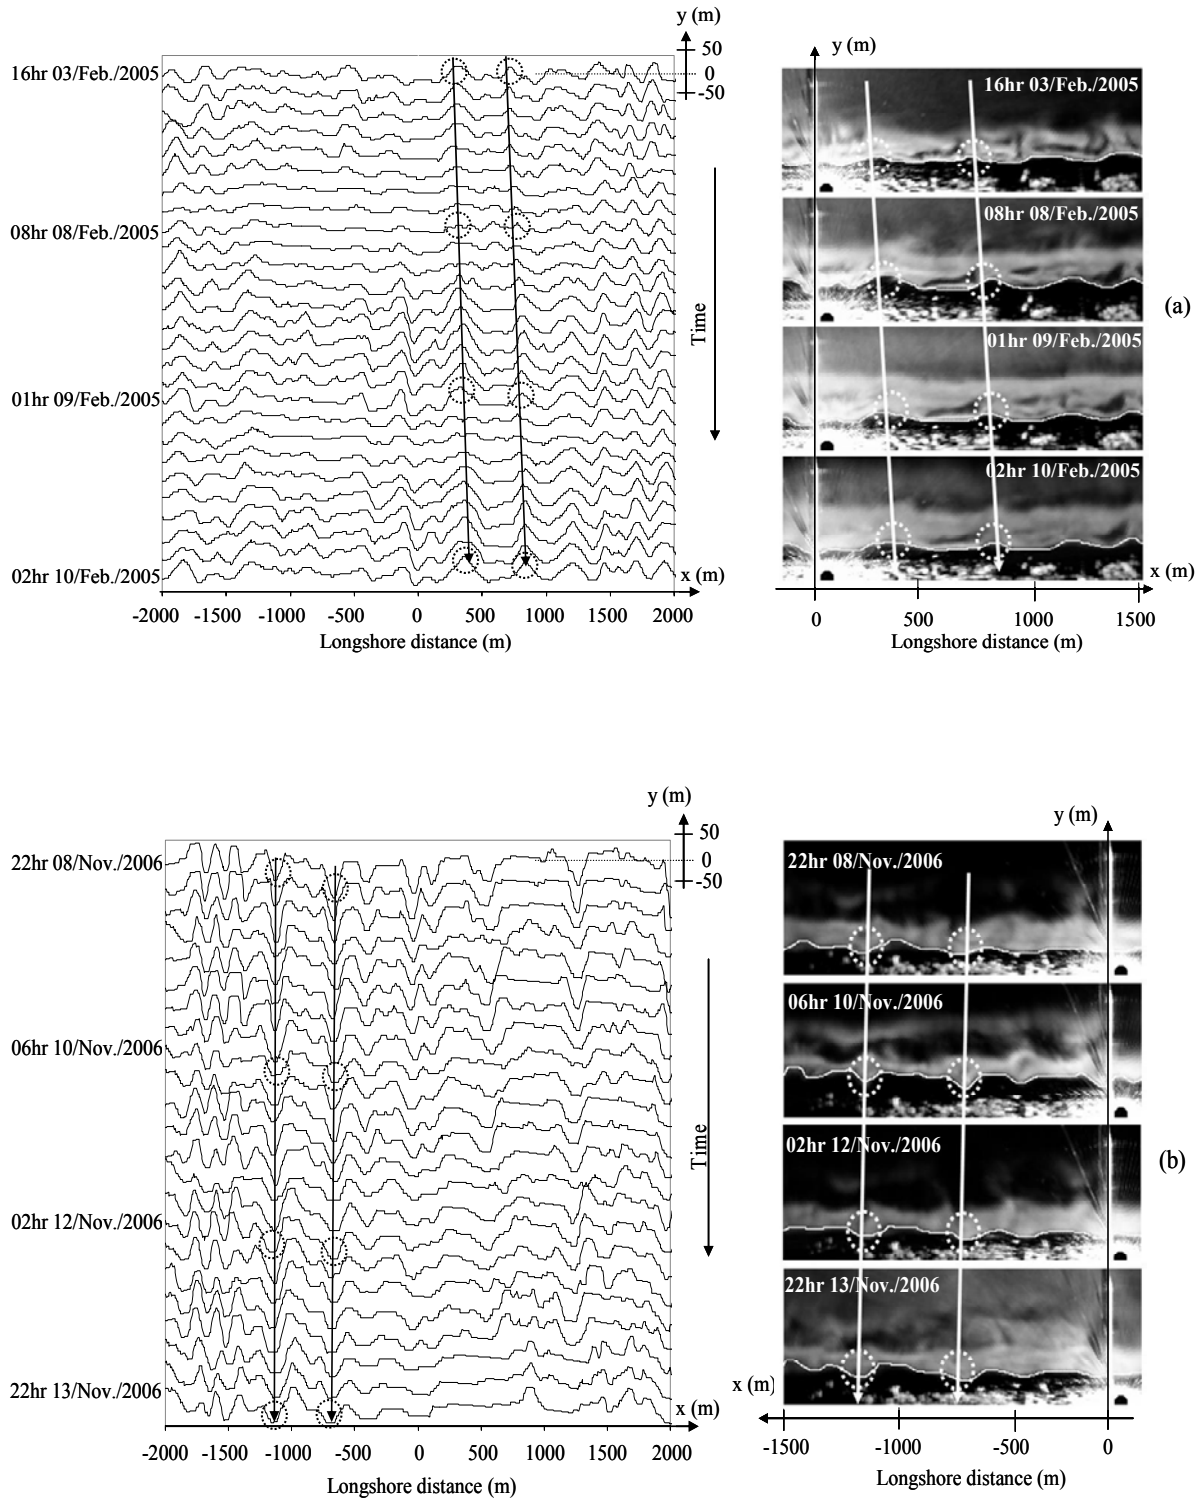 y (m)
50
0
-50
16hr 03/Feb./2005
08hr 08/Feb./2005
01hr 09/Feb./2005
02hr 10/Feb./2005
Time
x (m)
-2000 -1500 -1000 -500 0 500 1000 1500 2000
Longshore distance (m)
y (m)
16hr 03/Feb./2005
08hr 08/Feb./2005
01hr 09/Feb./2005
02hr 10/Feb./2005
x (m)
0 500 1000 1500
Longshore distance (m)
(a)
y (m)
50
0
-50
22hr 08/Nov./2006
06hr 10/Nov./2006
02hr 12/Nov./2006
22hr 13/Nov./2006
Time
x (m)
-2000 -1500 -1000 -500 0 500 1000 1500 2000
Longshore distance (m)
y (m)
22hr 08/Nov./2006
06hr 10/Nov./2006
02hr 12/Nov./2006
22hr 13/Nov./2006
x (m)
-1500 -1000 -500 0
Longshore distance (m)
(b)